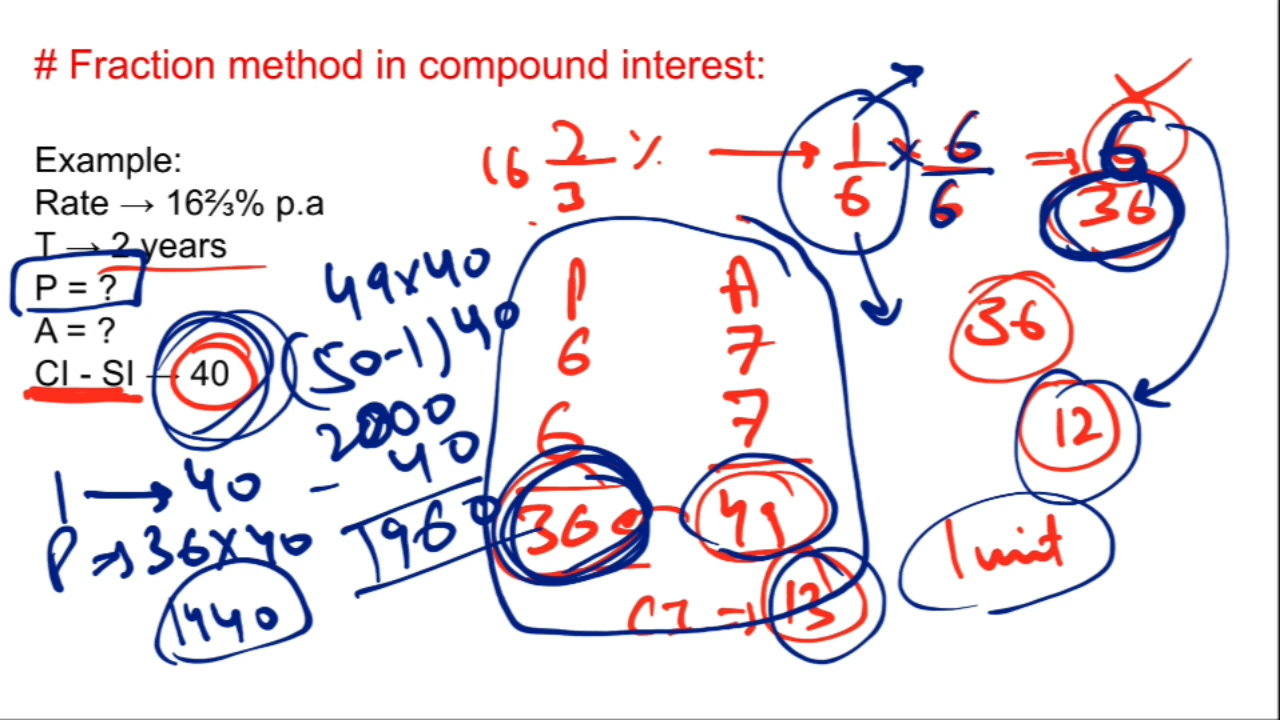 # Fraction method in compound interest:
Example:
Rate → 16⅔% p.a
T → 2 years
P = ?
A = ?
CI - SI → 40
16 2/3 % → 1/6 × 6/6 ⇒ 6/36
P A
6 7
6 7
36 49
CI → 13
36
12
1 unit
49×40
(50-1) 40
2000
- 40
1960
1 → 40
P → 36×40
1440